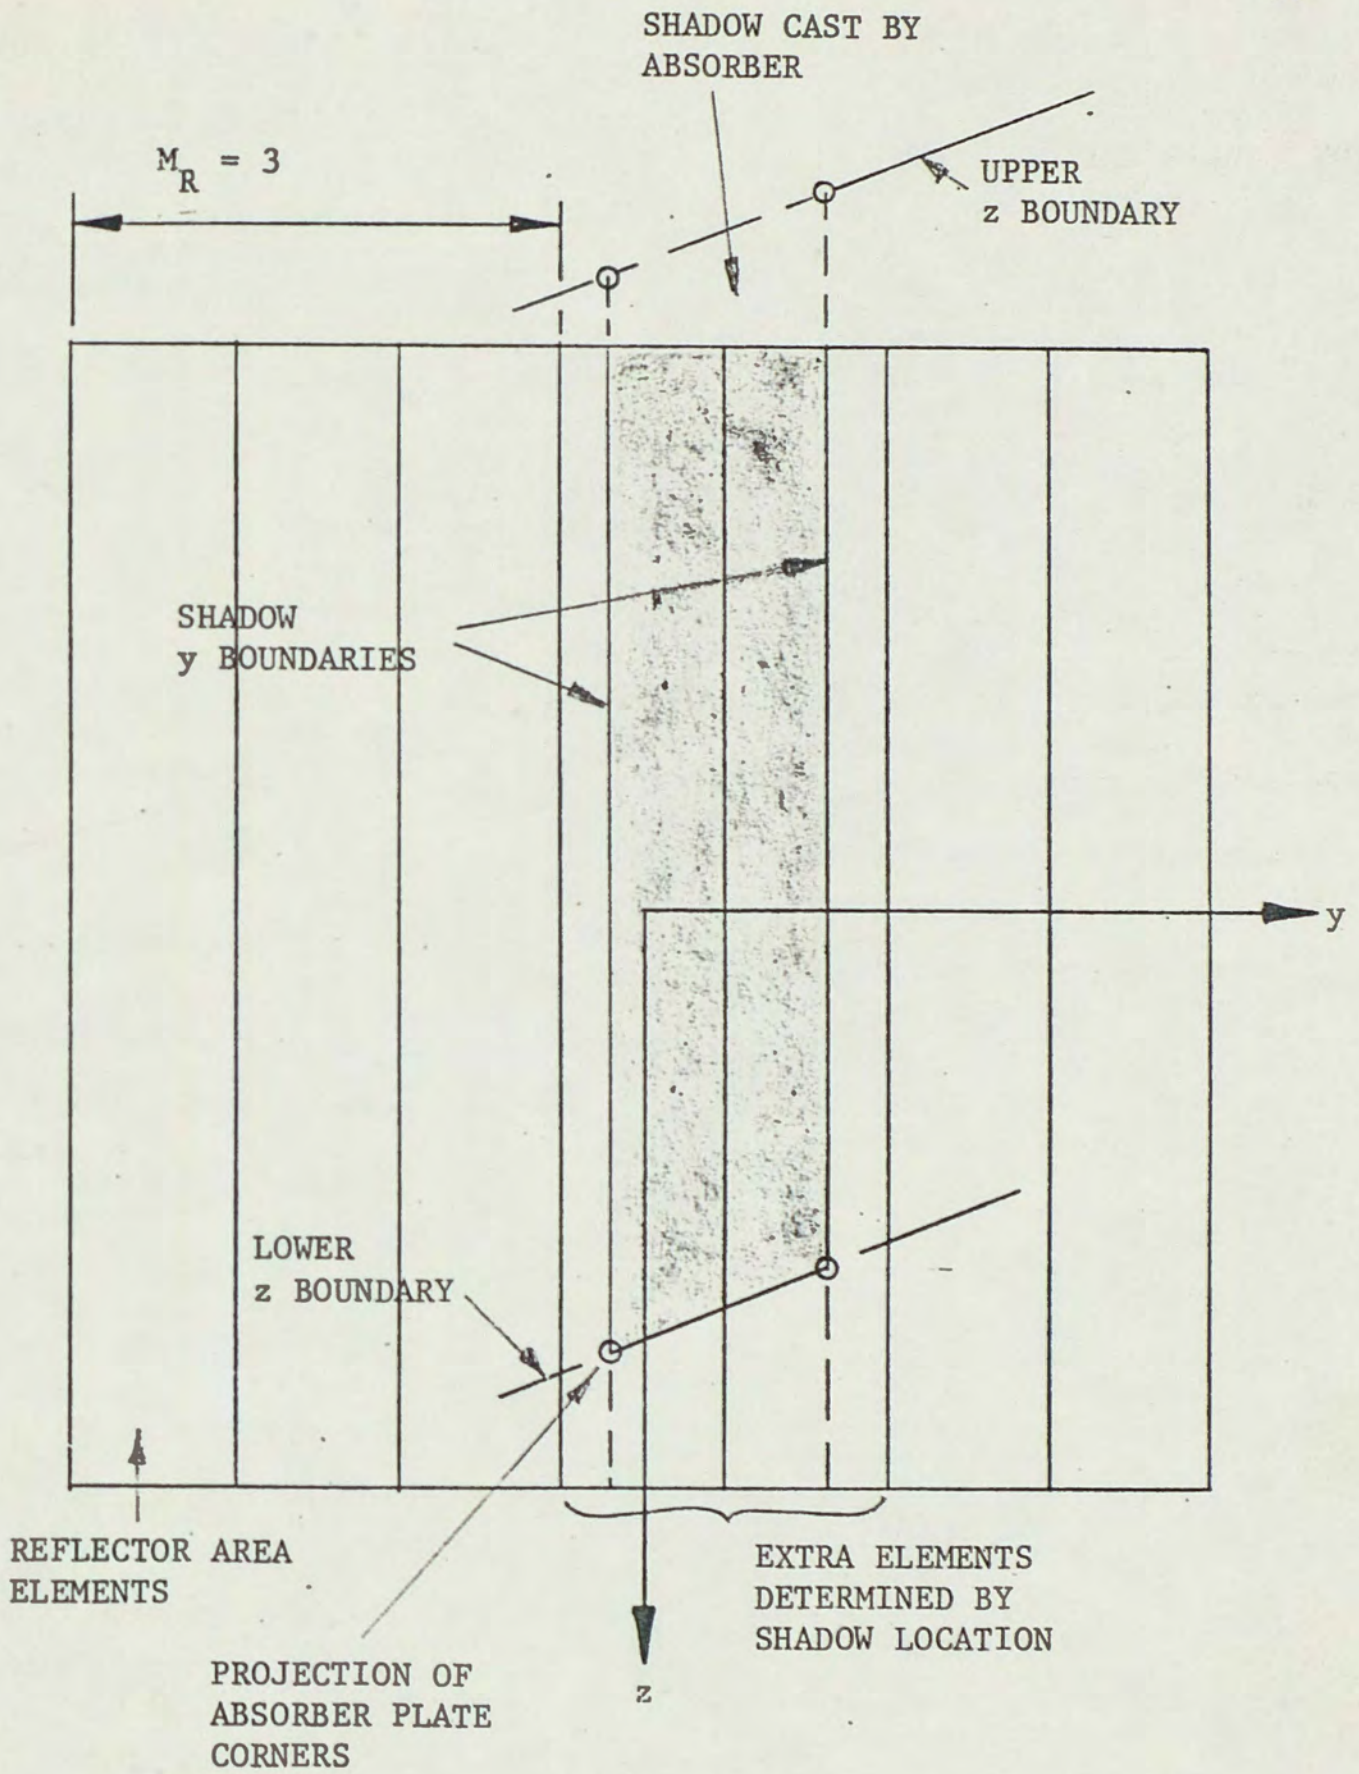 SHADOW CAST BY
ABSORBER
M_R = 3
UPPER
z BOUNDARY
SHADOW
y BOUNDARIES
y
LOWER
z BOUNDARY
REFLECTOR AREA
ELEMENTS
EXTRA ELEMENTS
DETERMINED BY
SHADOW LOCATION
PROJECTION OF
ABSORBER PLATE
CORNERS
z